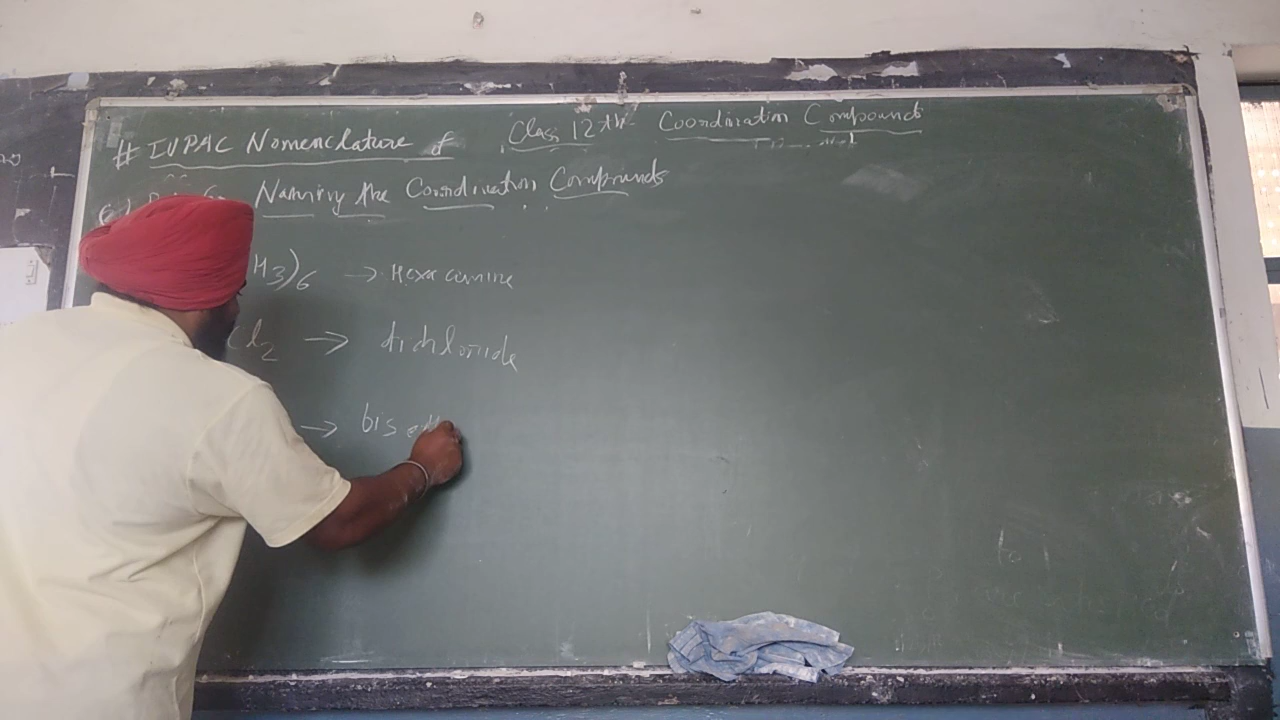 # IUPAC Nomenclature of Class 12th Coordination Compounds
Naming the Coordination Compounds
H3)6 → Hexa ammine
Cl2 → dichloride
→ bis